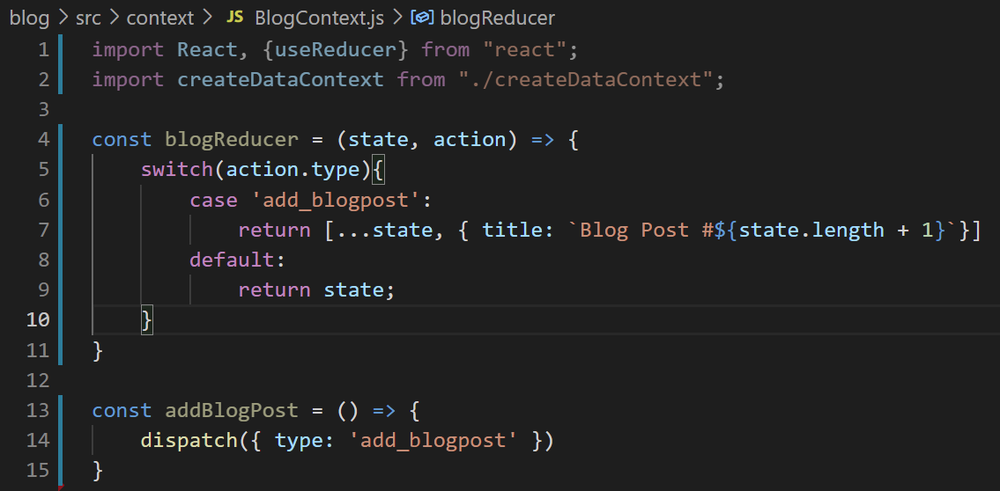 blog > src > context > JS BlogContext.js > blogReducer
1 import React, {useReducer} from "react";
2 import createDataContext from "./createDataContext";
3
4 const blogReducer = (state, action) => {
5     switch(action.type){
6         case 'add_blogpost':
7             return [...state, { title: `Blog Post #${state.length + 1}`}]
8         default:
9             return state;
10     }
11 }
12
13 const addBlogPost = () => {
14     dispatch({ type: 'add_blogpost' })
15 }